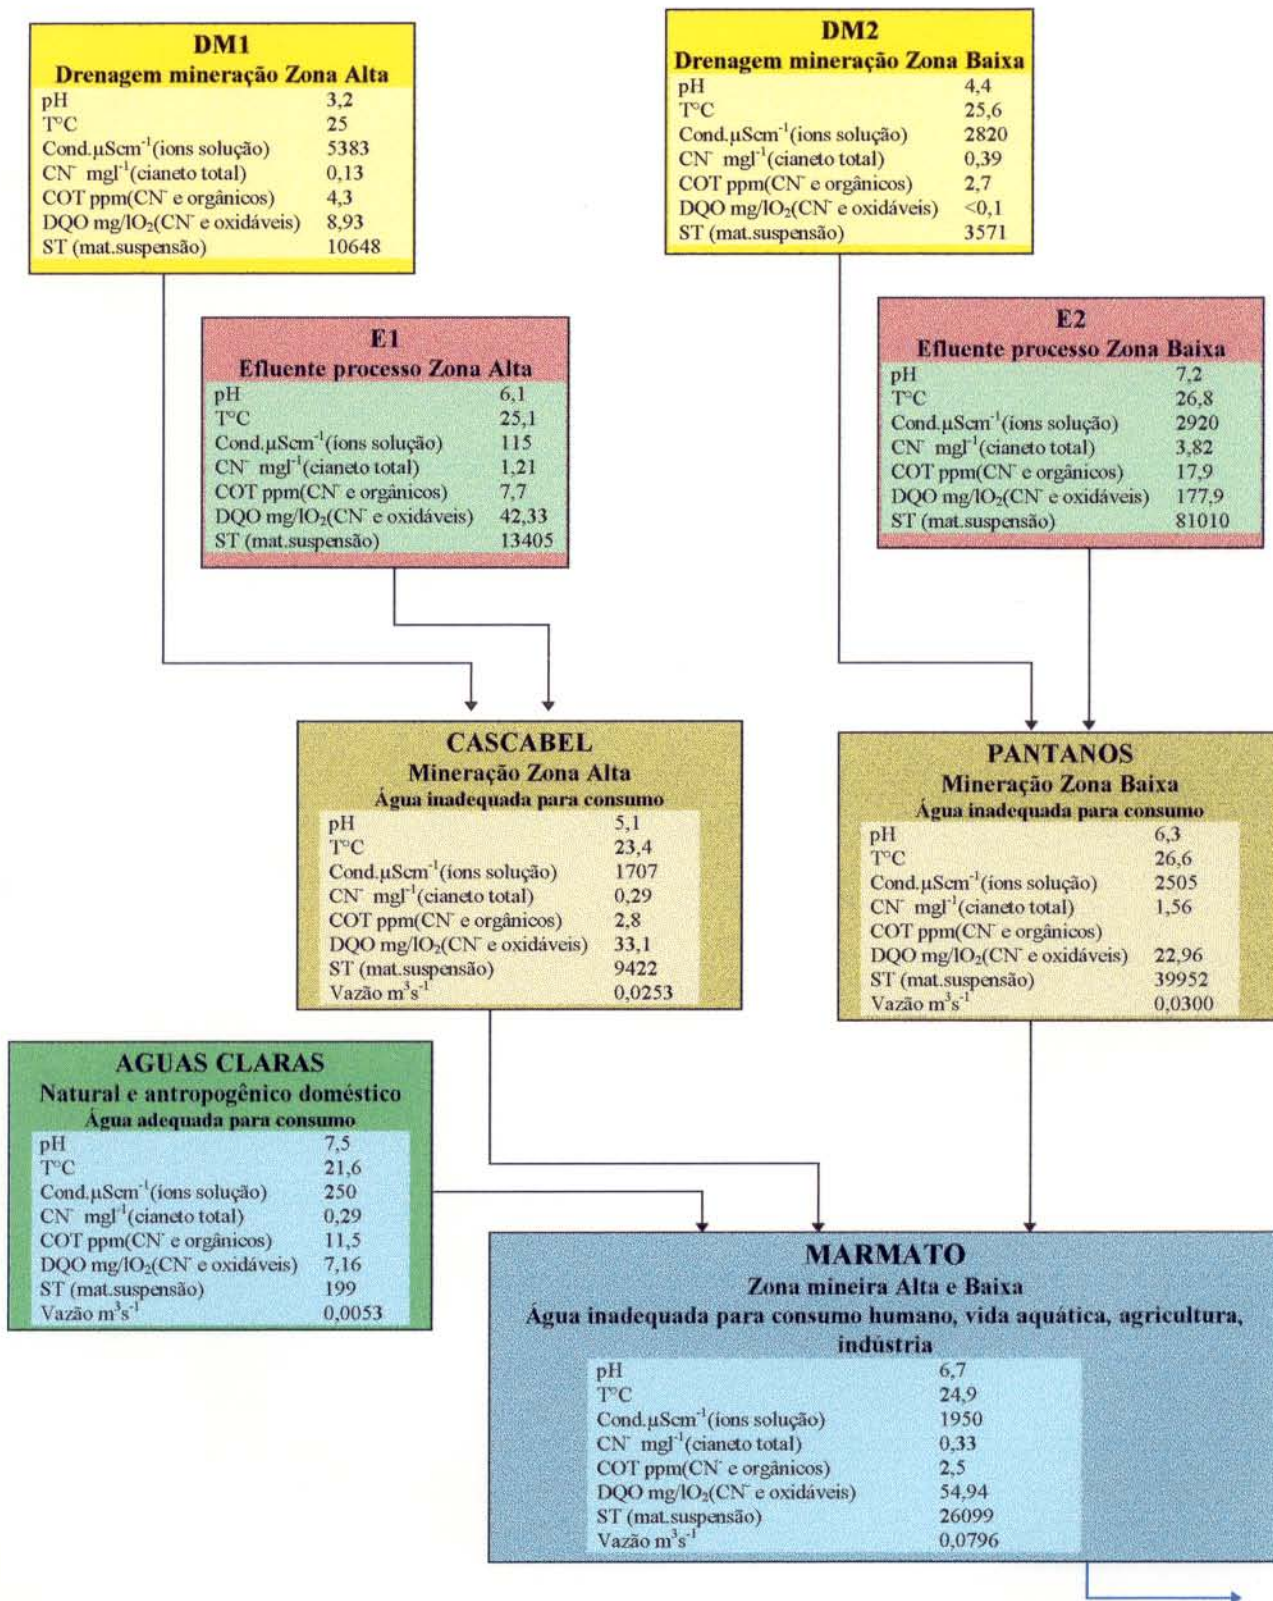 DM1
Drenagem mineração Zona Alta
pH 3,2
TºC 25
Cond.µScm⁻¹(íons solução) 5383
CN⁻ mgl⁻¹(cianeto total) 0,13
COT ppm(CN⁻ e orgânicos) 4,3
DQO mg/lO₂(CN⁻ e oxidáveis) 8,93
ST (mat.suspensão) 10648
DM2
Drenagem mineração Zona Baixa
pH 4,4
TºC 25,6
Cond.µScm⁻¹(íons solução) 2820
CN⁻ mgl⁻¹(cianeto total) 0,39
COT ppm(CN⁻ e orgânicos) 2,7
DQO mg/lO₂(CN⁻ e oxidáveis) <0,1
ST (mat.suspensão) 3571
E1
Efluente processo Zona Alta
pH 6,1
TºC 25,1
Cond.µScm⁻¹(íons solução) 115
CN⁻ mgl⁻¹(cianeto total) 1,21
COT ppm(CN⁻ e orgânicos) 7,7
DQO mg/lO₂(CN⁻ e oxidáveis) 42,33
ST (mat.suspensão) 13405
E2
Efluente processo Zona Baixa
pH 7,2
TºC 26,8
Cond.µScm⁻¹(íons solução) 2920
CN⁻ mgl⁻¹(cianeto total) 3,82
COT ppm(CN⁻ e orgânicos) 17,9
DQO mg/lO₂(CN⁻ e oxidáveis) 177,9
ST (mat.suspensão) 81010
CASCABEL
Mineração Zona Alta
Água inadequada para consumo
pH 5,1
TºC 23,4
Cond.µScm⁻¹(íons solução) 1707
CN⁻ mgl⁻¹(cianeto total) 0,29
COT ppm(CN⁻ e orgânicos) 2,8
DQO mg/lO₂(CN⁻ e oxidáveis) 33,1
ST (mat.suspensão) 9422
Vazão m³s⁻¹ 0,0253
PANTANOS
Mineração Zona Baixa
Água inadequada para consumo
pH 6,3
TºC 26,6
Cond.µScm⁻¹(íons solução) 2505
CN⁻ mgl⁻¹(cianeto total) 1,56
COT ppm(CN⁻ e orgânicos)
DQO mg/lO₂(CN⁻ e oxidáveis) 22,96
ST (mat.suspensão) 39952
Vazão m³s⁻¹ 0,0300
AGUAS CLARAS
Natural e antropogênico doméstico
Água adequada para consumo
pH 7,5
TºC 21,6
Cond.µScm⁻¹(íons solução) 250
CN⁻ mgl⁻¹(cianeto total) 0,29
COT ppm(CN⁻ e orgânicos) 11,5
DQO mg/lO₂(CN⁻ e oxidáveis) 7,16
ST (mat.suspensão) 199
Vazão m³s⁻¹ 0,0053
MARMATO
Zona mineira Alta e Baixa
Água inadequada para consumo humano, vida aquática, agricultura,
indústria
pH 6,7
TºC 24,9
Cond.µScm⁻¹(íons solução) 1950
CN⁻ mgl⁻¹(cianeto total) 0,33
COT ppm(CN⁻ e orgânicos) 2,5
DQO mg/lO₂(CN⁻ e oxidáveis) 54,94
ST (mat.suspensão) 26099
Vazão m³s⁻¹ 0,0796